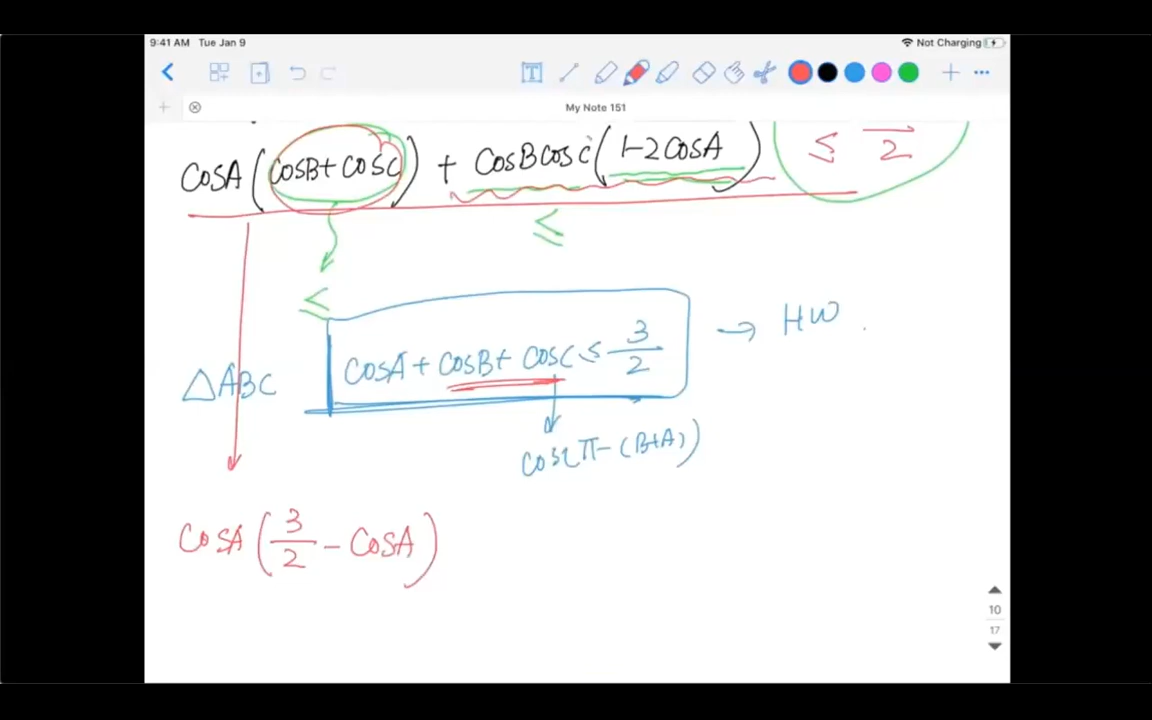 9:41 AM Tue Jan 9
Not Charging
T
My Note 151
CosA(cosB+cosC) + CosBcosc(1-2CosA) ≤ —/2
≤
≤
△ABC cosA+cosB+cosC≤ 3/2 → HW.
cos(π-(B+A))
CosA(3/2 - CosA)
10
17